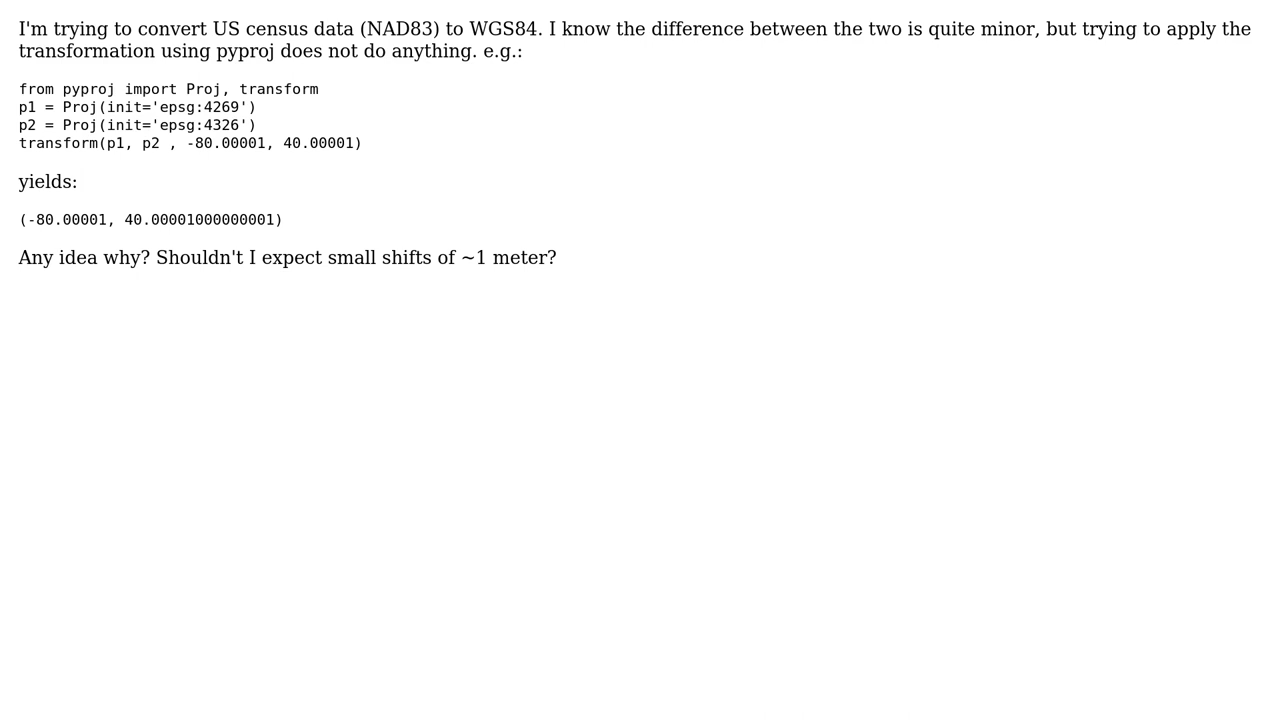 I'm trying to convert US census data (NAD83) to WGS84. I know the difference between the two is quite minor, but trying to apply the
transformation using pyproj does not do anything. e.g.:
from pyproj import Proj, transform
p1 = Proj(init='epsg:4269')
p2 = Proj(init='epsg:4326')
transform(p1, p2 , -80.00001, 40.00001)
yields:
(-80.00001, 40.00001000000001)
Any idea why? Shouldn't I expect small shifts of ~1 meter?